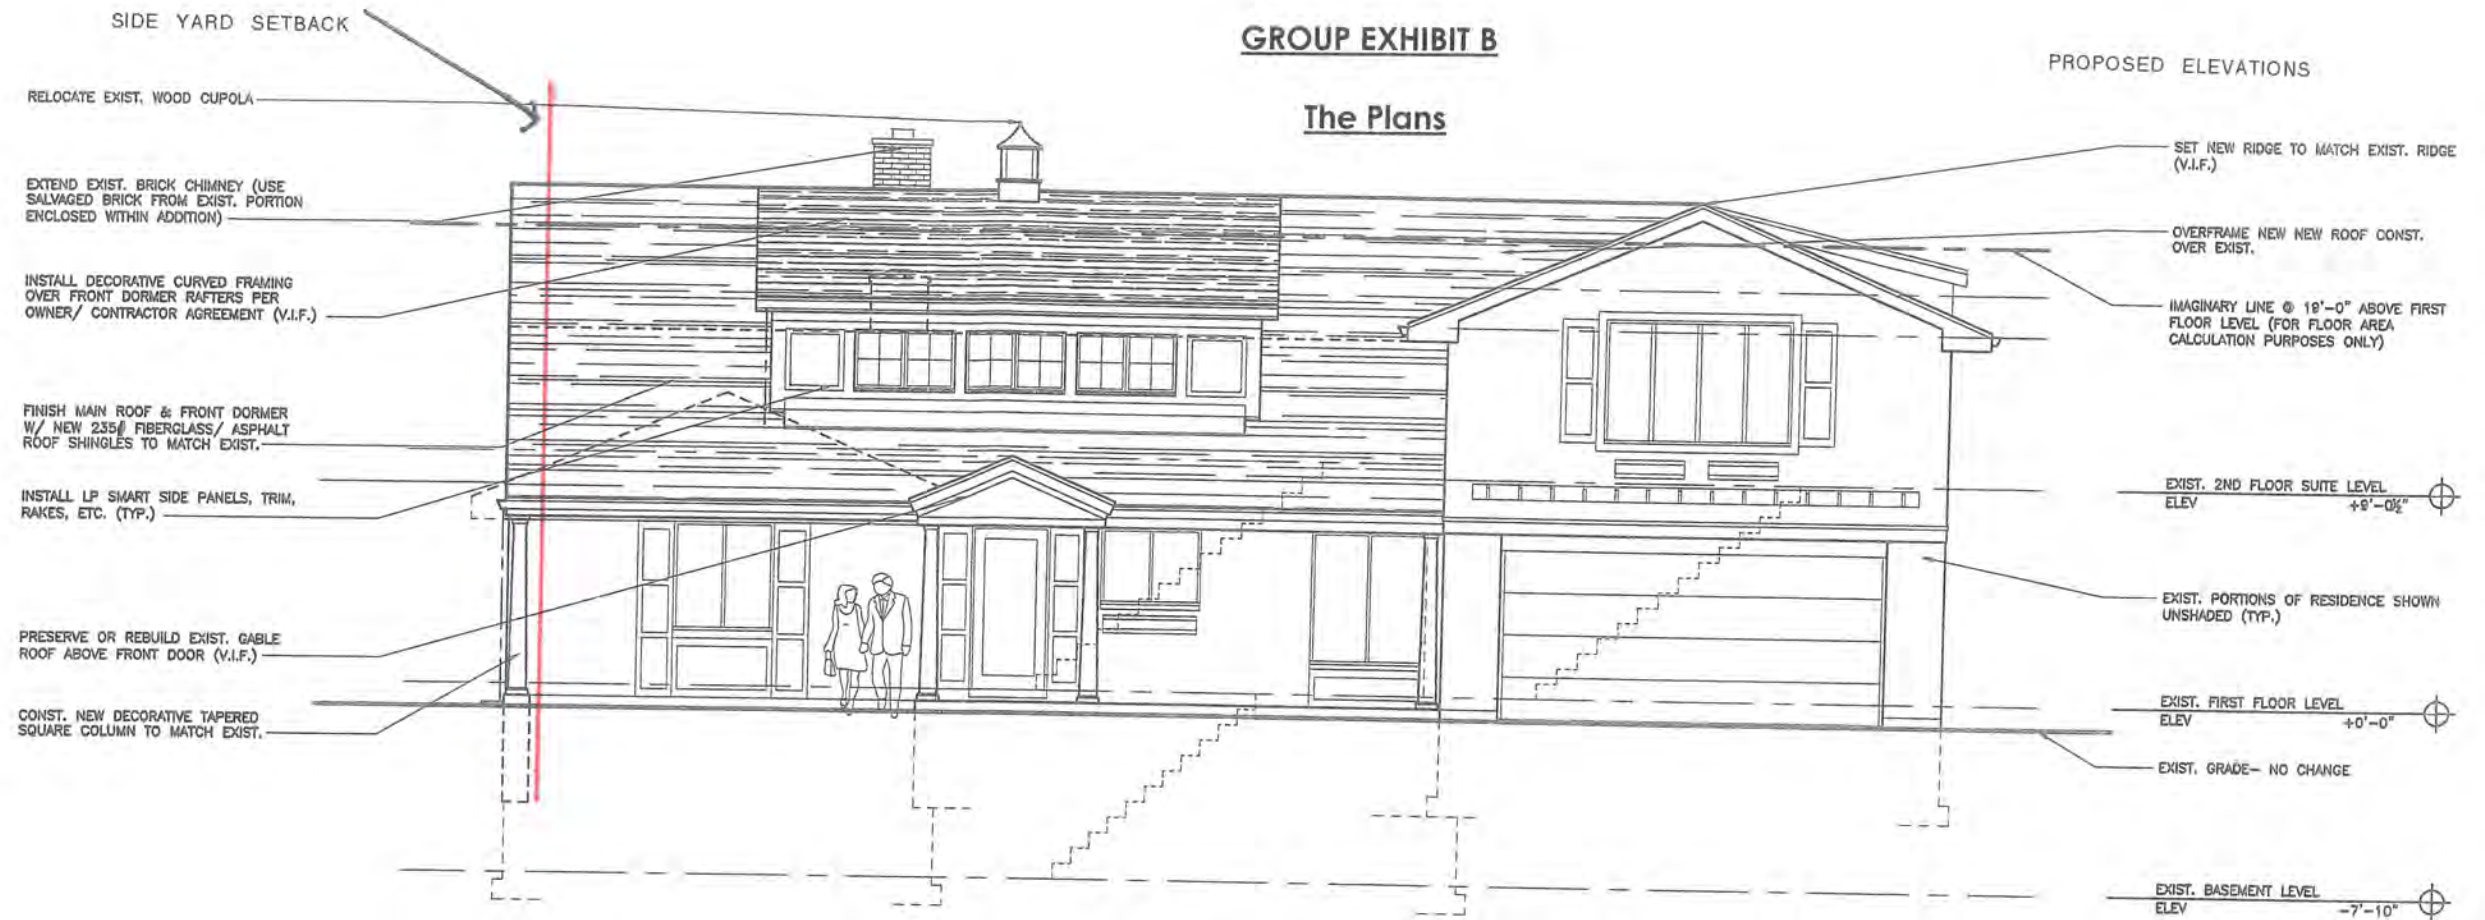 SIDE YARD SETBACK
GROUP EXHIBIT B
The Plans
PROPOSED ELEVATIONS
RELOCATE EXIST. WOOD CUPOLA
EXTEND EXIST. BRICK CHIMNEY (USE
SALVAGED BRICK FROM EXIST. PORTION
ENCLOSED WITHIN ADDITION)
INSTALL DECORATIVE CURVED FRAMING
OVER FRONT DORMER RAFTERS PER
OWNER/ CONTRACTOR AGREEMENT (V.I.F.)
FINISH MAIN ROOF & FRONT DORMER
W/ NEW 235# FIBERGLASS/ ASPHALT
ROOF SHINGLES TO MATCH EXIST.
INSTALL LP SMART SIDE PANELS, TRIM,
RAKES, ETC. (TYP.)
PRESERVE OR REBUILD EXIST. GABLE
ROOF ABOVE FRONT DOOR (V.I.F.)
CONST. NEW DECORATIVE TAPERED
SQUARE COLUMN TO MATCH EXIST.
SET NEW RIDGE TO MATCH EXIST. RIDGE
(V.I.F.)
OVERFRAME NEW NEW ROOF CONST.
OVER EXIST.
IMAGINARY LINE @ 19'-0" ABOVE FIRST
FLOOR LEVEL (FOR FLOOR AREA
CALCULATION PURPOSES ONLY)
EXIST. 2ND FLOOR SUITE LEVEL
ELEV +9'-0½"
EXIST. PORTIONS OF RESIDENCE SHOWN
UNSHADED (TYP.)
EXIST. FIRST FLOOR LEVEL
ELEV +0'-0"
EXIST. GRADE- NO CHANGE
EXIST. BASEMENT LEVEL
ELEV -7'-10"